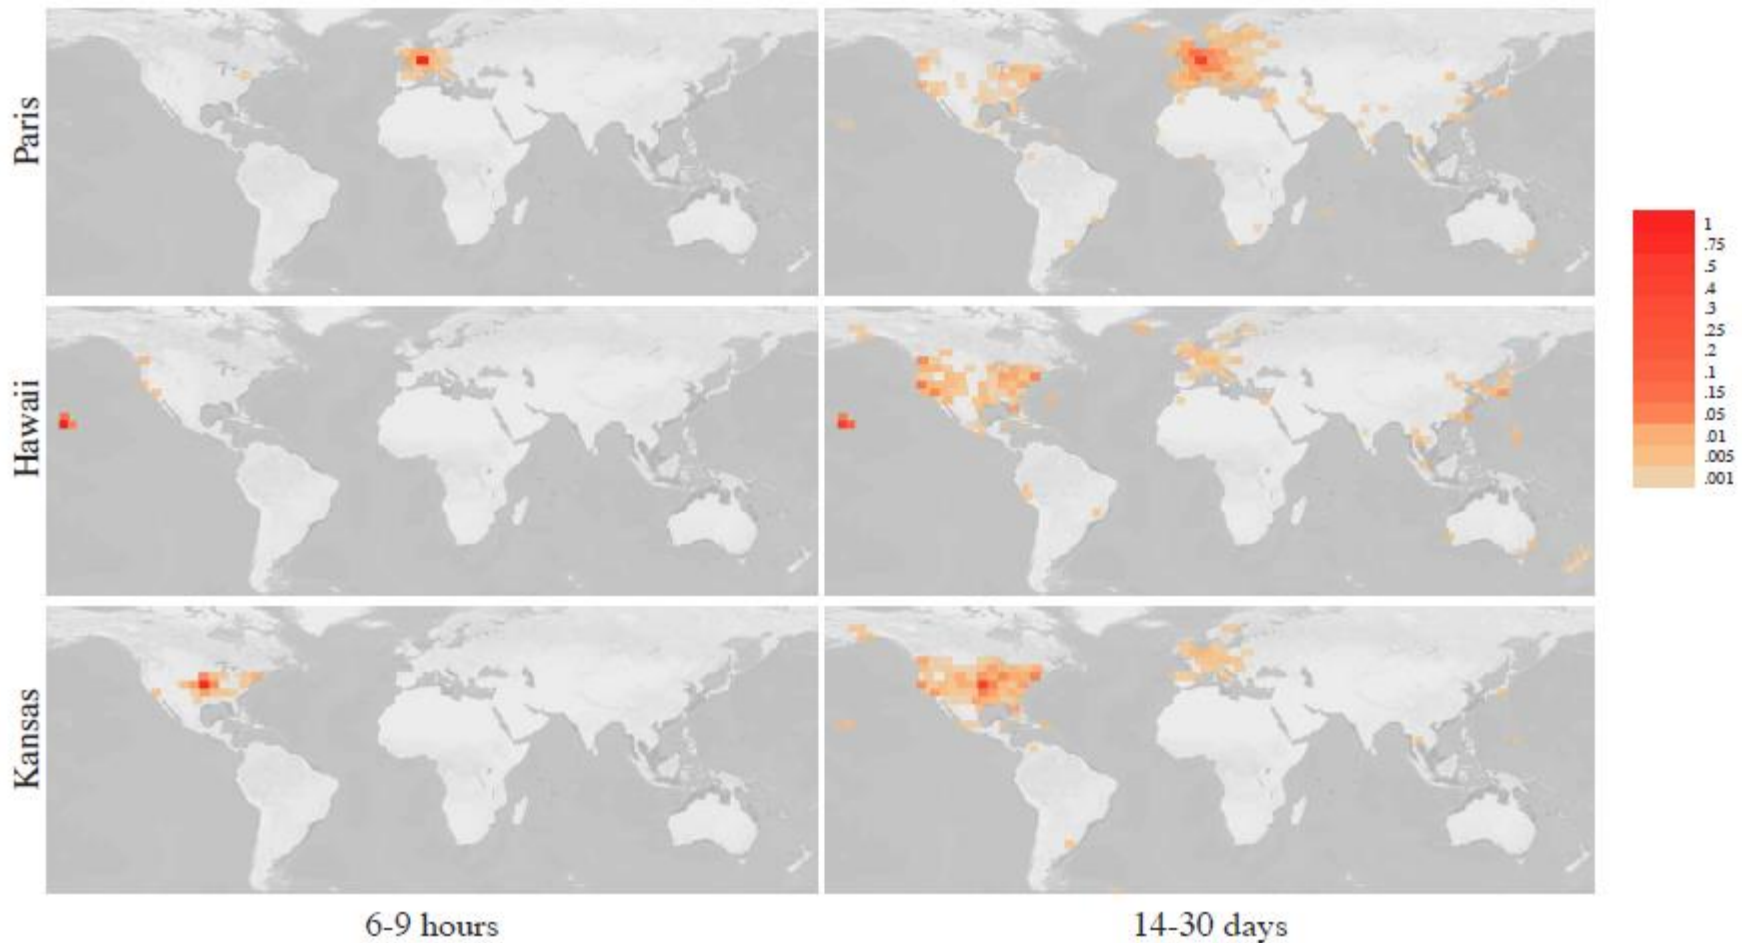 Paris
Hawaii
Kansas
6-9 hours
14-30 days
1
.75
.5
.4
.3
.25
.2
.1
.15
.05
.01
.005
.001